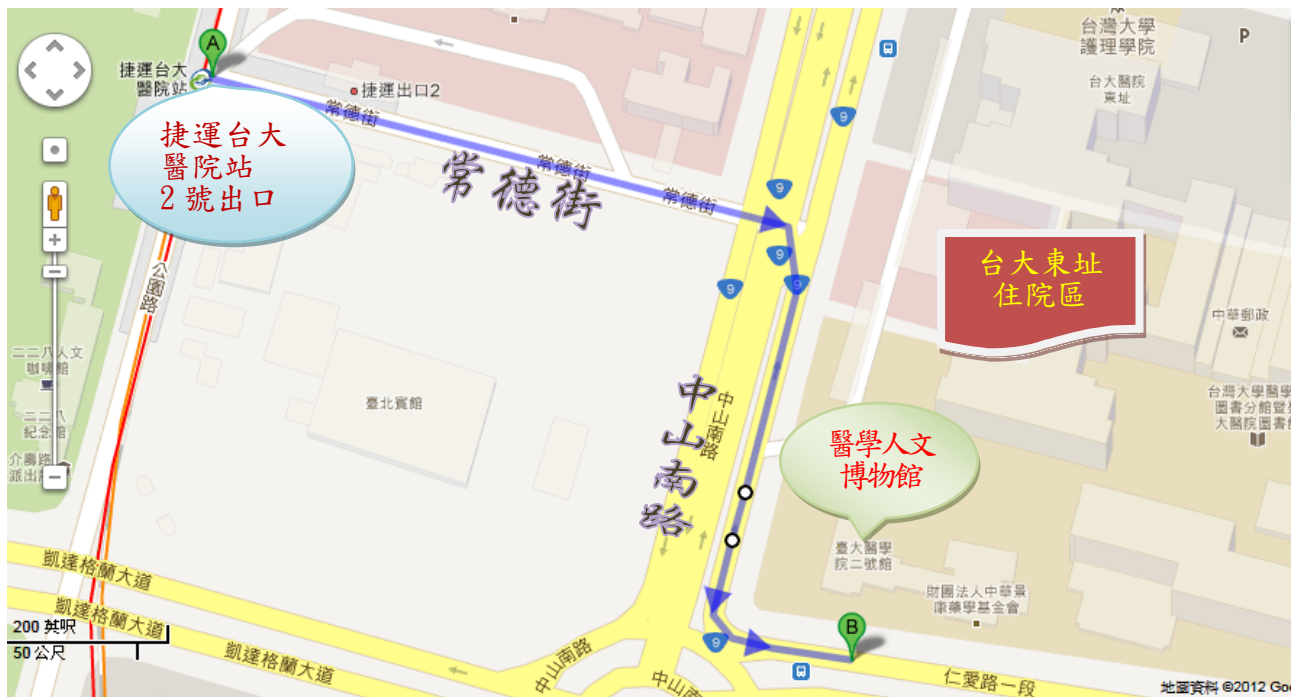 台灣大學
護理學院
P
台大醫院
東址
A
捷運台大
醫院站
捷運出口2
常德街
常德街
常德街
捷運台大
醫院站
2號出口
常德街
9
9
9
9
9
台大東址
住院區
公園路
中華郵政
二二八人文
咖啡館
二二八
紀念館
臺北賓館
中山南路
中山南路
台灣大學醫學
圖書分館暨
大醫院圖書
醫學人文
博物館
臺大醫學
院二號館
介壽路
派出
凱達格蘭大道
凱達格蘭大道
凱達格蘭大道
財團法人中華景
康藥學基金會
200 英呎
50 公尺
B
9
中山南路
中山
仁愛路一段
地圖資料 ©2012 Goo